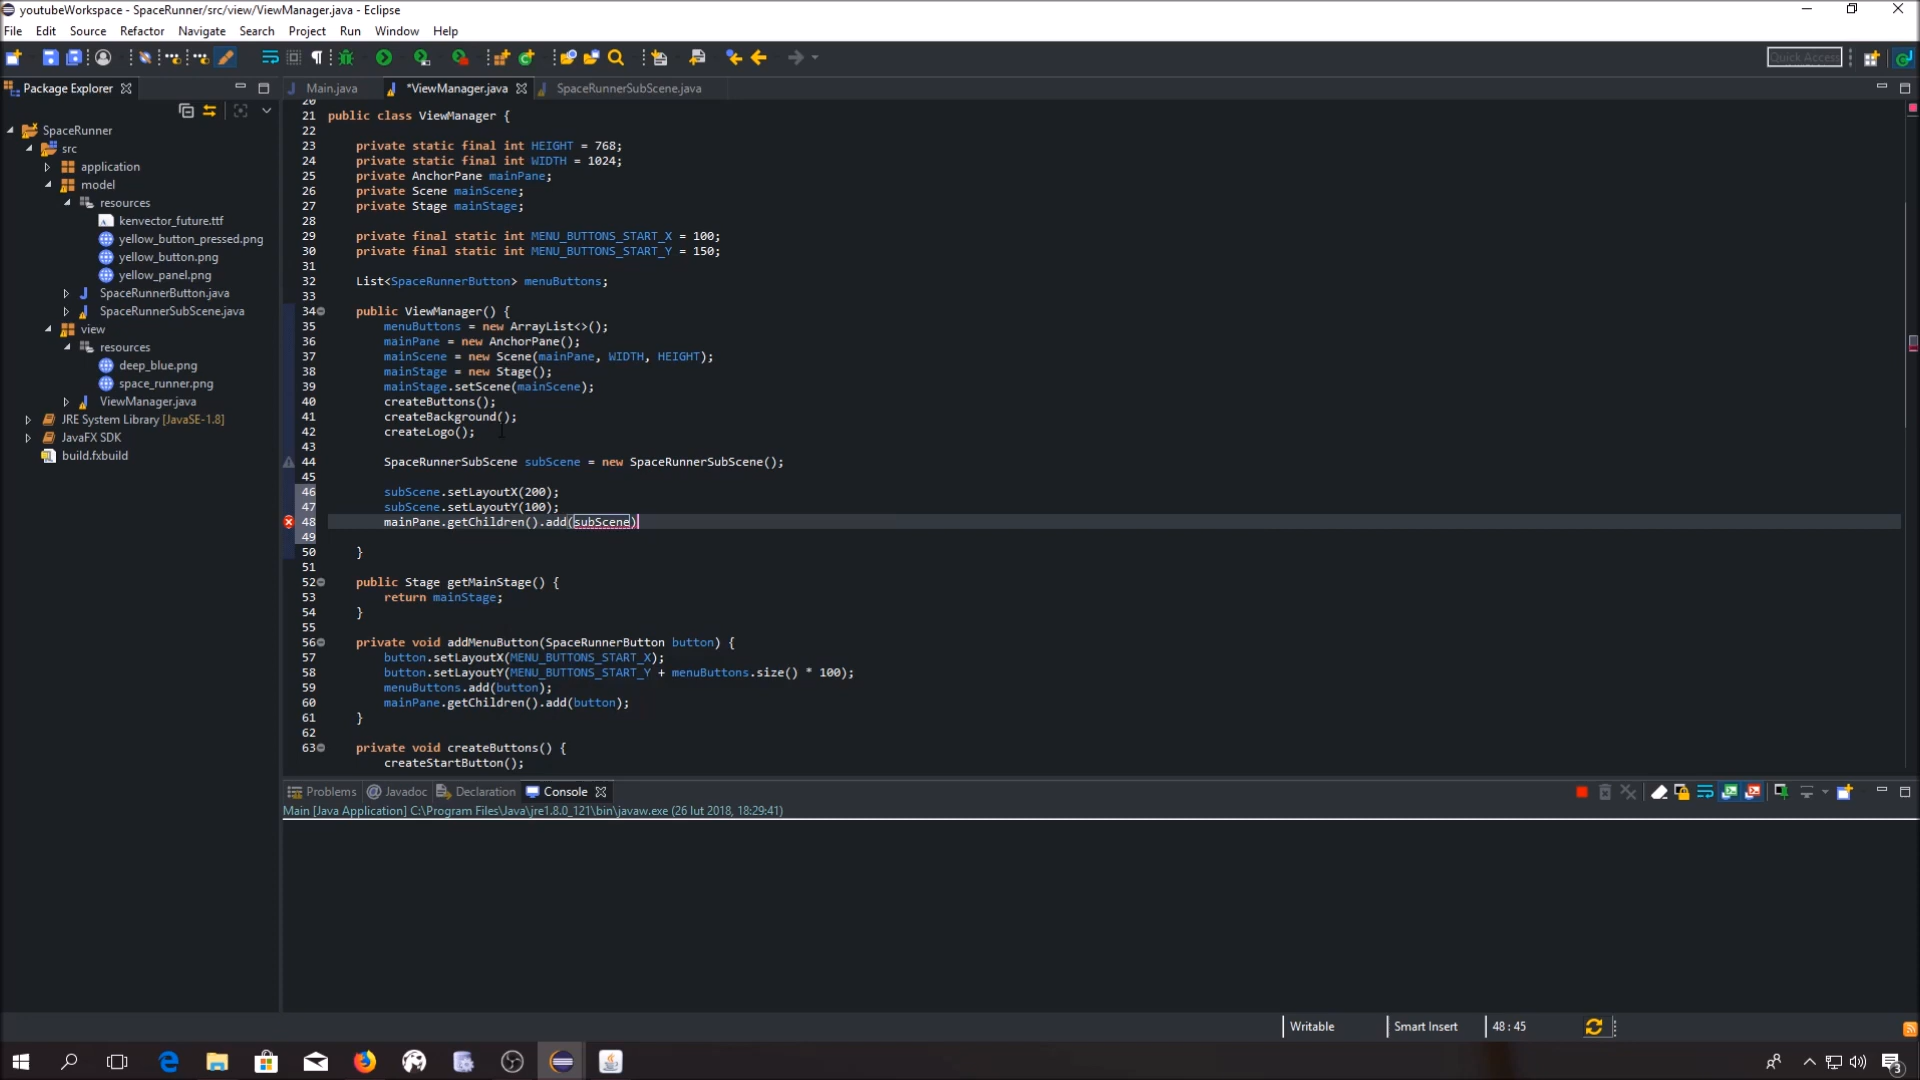 youtubeWorkspace - SpaceRunner/src/view/ViewManager.java - Eclipse
File Edit Source Refactor Navigate Search Project Run Window Help
Quick Access
Package Explorer
Main.java
*ViewManager.java
SpaceRunnerSubScene.java
SpaceRunner
src
application
model
resources
kenvector_future.ttf
yellow_button_pressed.png
yellow_button.png
yellow_panel.png
SpaceRunnerButton.java
SpaceRunnerSubScene.java
view
resources
deep_blue.png
space_runner.png
ViewManager.java
JRE System Library [JavaSE-1.8]
JavaFX SDK
build.fxbuild
20
21 public class ViewManager {
22
23 private static final int HEIGHT = 768;
24 private static final int WIDTH = 1024;
25 private AnchorPane mainPane;
26 private Scene mainScene;
27 private Stage mainStage;
28
29 private final static int MENU_BUTTONS_START_X = 100;
30 private final static int MENU_BUTTONS_START_Y = 150;
31
32 List<SpaceRunnerButton> menuButtons;
33
34 public ViewManager() {
35 menuButtons = new ArrayList<>();
36 mainPane = new AnchorPane();
37 mainScene = new Scene(mainPane, WIDTH, HEIGHT);
38 mainStage = new Stage();
39 mainStage.setScene(mainScene);
40 createButtons();
41 createBackground();
42 createLogo();
43
44 SpaceRunnerSubScene subScene = new SpaceRunnerSubScene();
45
46 subScene.setLayoutX(200);
47 subScene.setLayoutY(100);
48 mainPane.getChildren().add(subScene)
49
50 }
51
52 public Stage getMainStage() {
53 return mainStage;
54 }
55
56 private void addMenuButton(SpaceRunnerButton button) {
57 button.setLayoutX(MENU_BUTTONS_START_X);
58 button.setLayoutY(MENU_BUTTONS_START_Y + menuButtons.size() * 100);
59 menuButtons.add(button);
60 mainPane.getChildren().add(button);
61 }
62
63 private void createButtons() {
createStartButton();
Problems @ Javadoc Declaration Console
Main [Java Application] C:\Program Files\Java\jre1.8.0_121\bin\javaw.exe (26 lut 2018, 18:29:41)
Writable Smart Insert 48 : 45
3